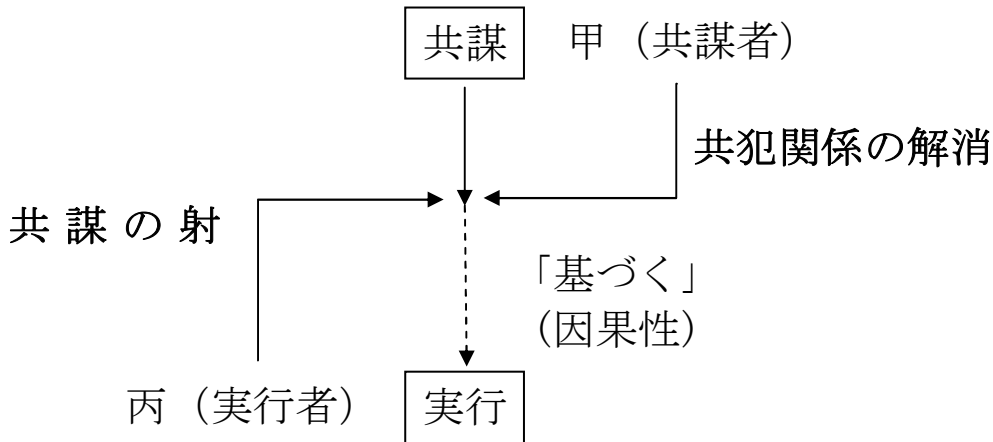 共謀 甲（共謀者）
共犯関係の解消
共謀の射
「基づく」
（因果性）
丙（実行者） 実行